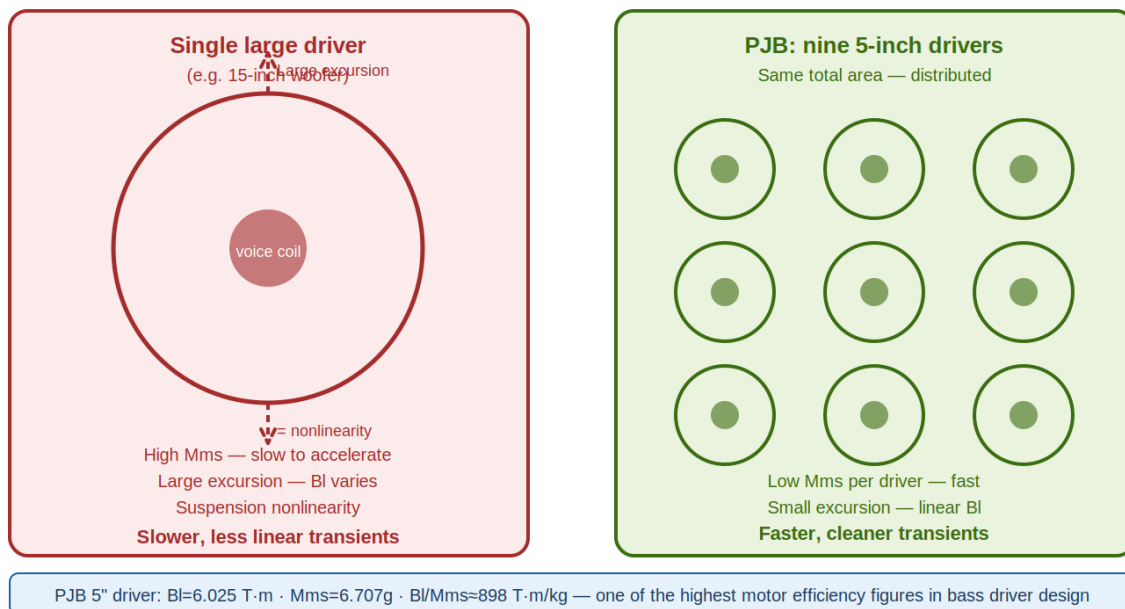 Single large driver
(e.g. 15-inch woofer)
Large excursion
voice coil
= nonlinearity
High Mms — slow to accelerate
Large excursion — Bl varies
Suspension nonlinearity
Slower, less linear transients
PJB: nine 5-inch drivers
Same total area — distributed
Low Mms per driver — fast
Small excursion — linear Bl
Faster, cleaner transients
PJB 5" driver: Bl=6.025 T·m · Mms=6.707g · Bl/Mms≈898 T·m/kg — one of the highest motor efficiency figures in bass driver design